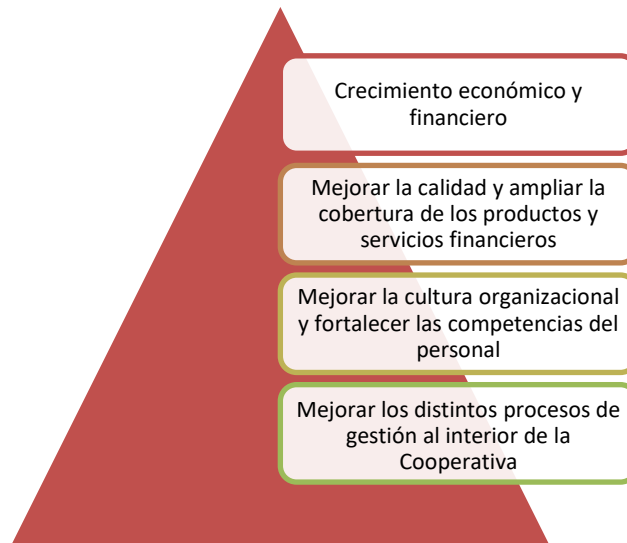 Crecimiento económico y
financiero
Mejorar la calidad y ampliar la
cobertura de los productos y
servicios financieros
Mejorar la cultura organizacional
y fortalecer las competencias del
personal
Mejorar los distintos procesos de
gestión al interior de la
Cooperativa